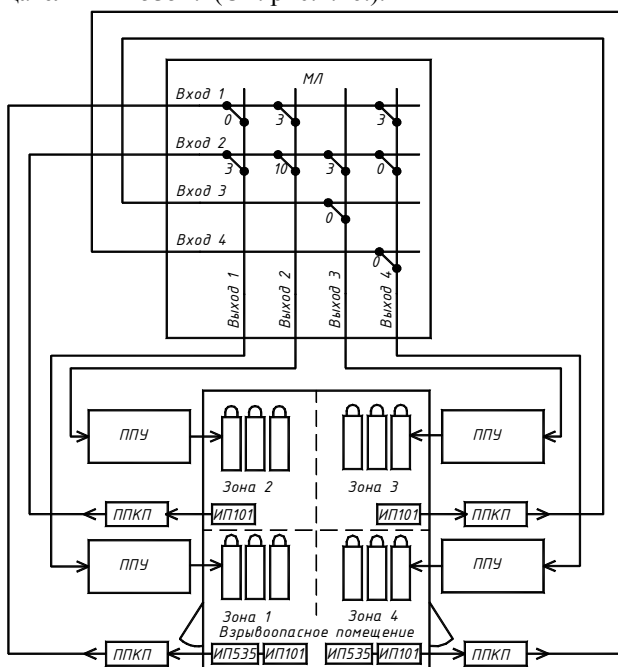 МЛ
Вход 1
0 3 3
Вход 2
3 10 3 0
Вход 3
0
Вход 4
0
Выход 1
Выход 2
Выход 3
Выход 4
ППУ ППУ
Зона 2 Зона 3
ППКП ИП101 ИП101 ППКП
ППУ ППУ
Зона 1 Зона 4
Взрывоопасное помещение
ППКП ИП535 ИП101 ИП535 ИП101 ППКП